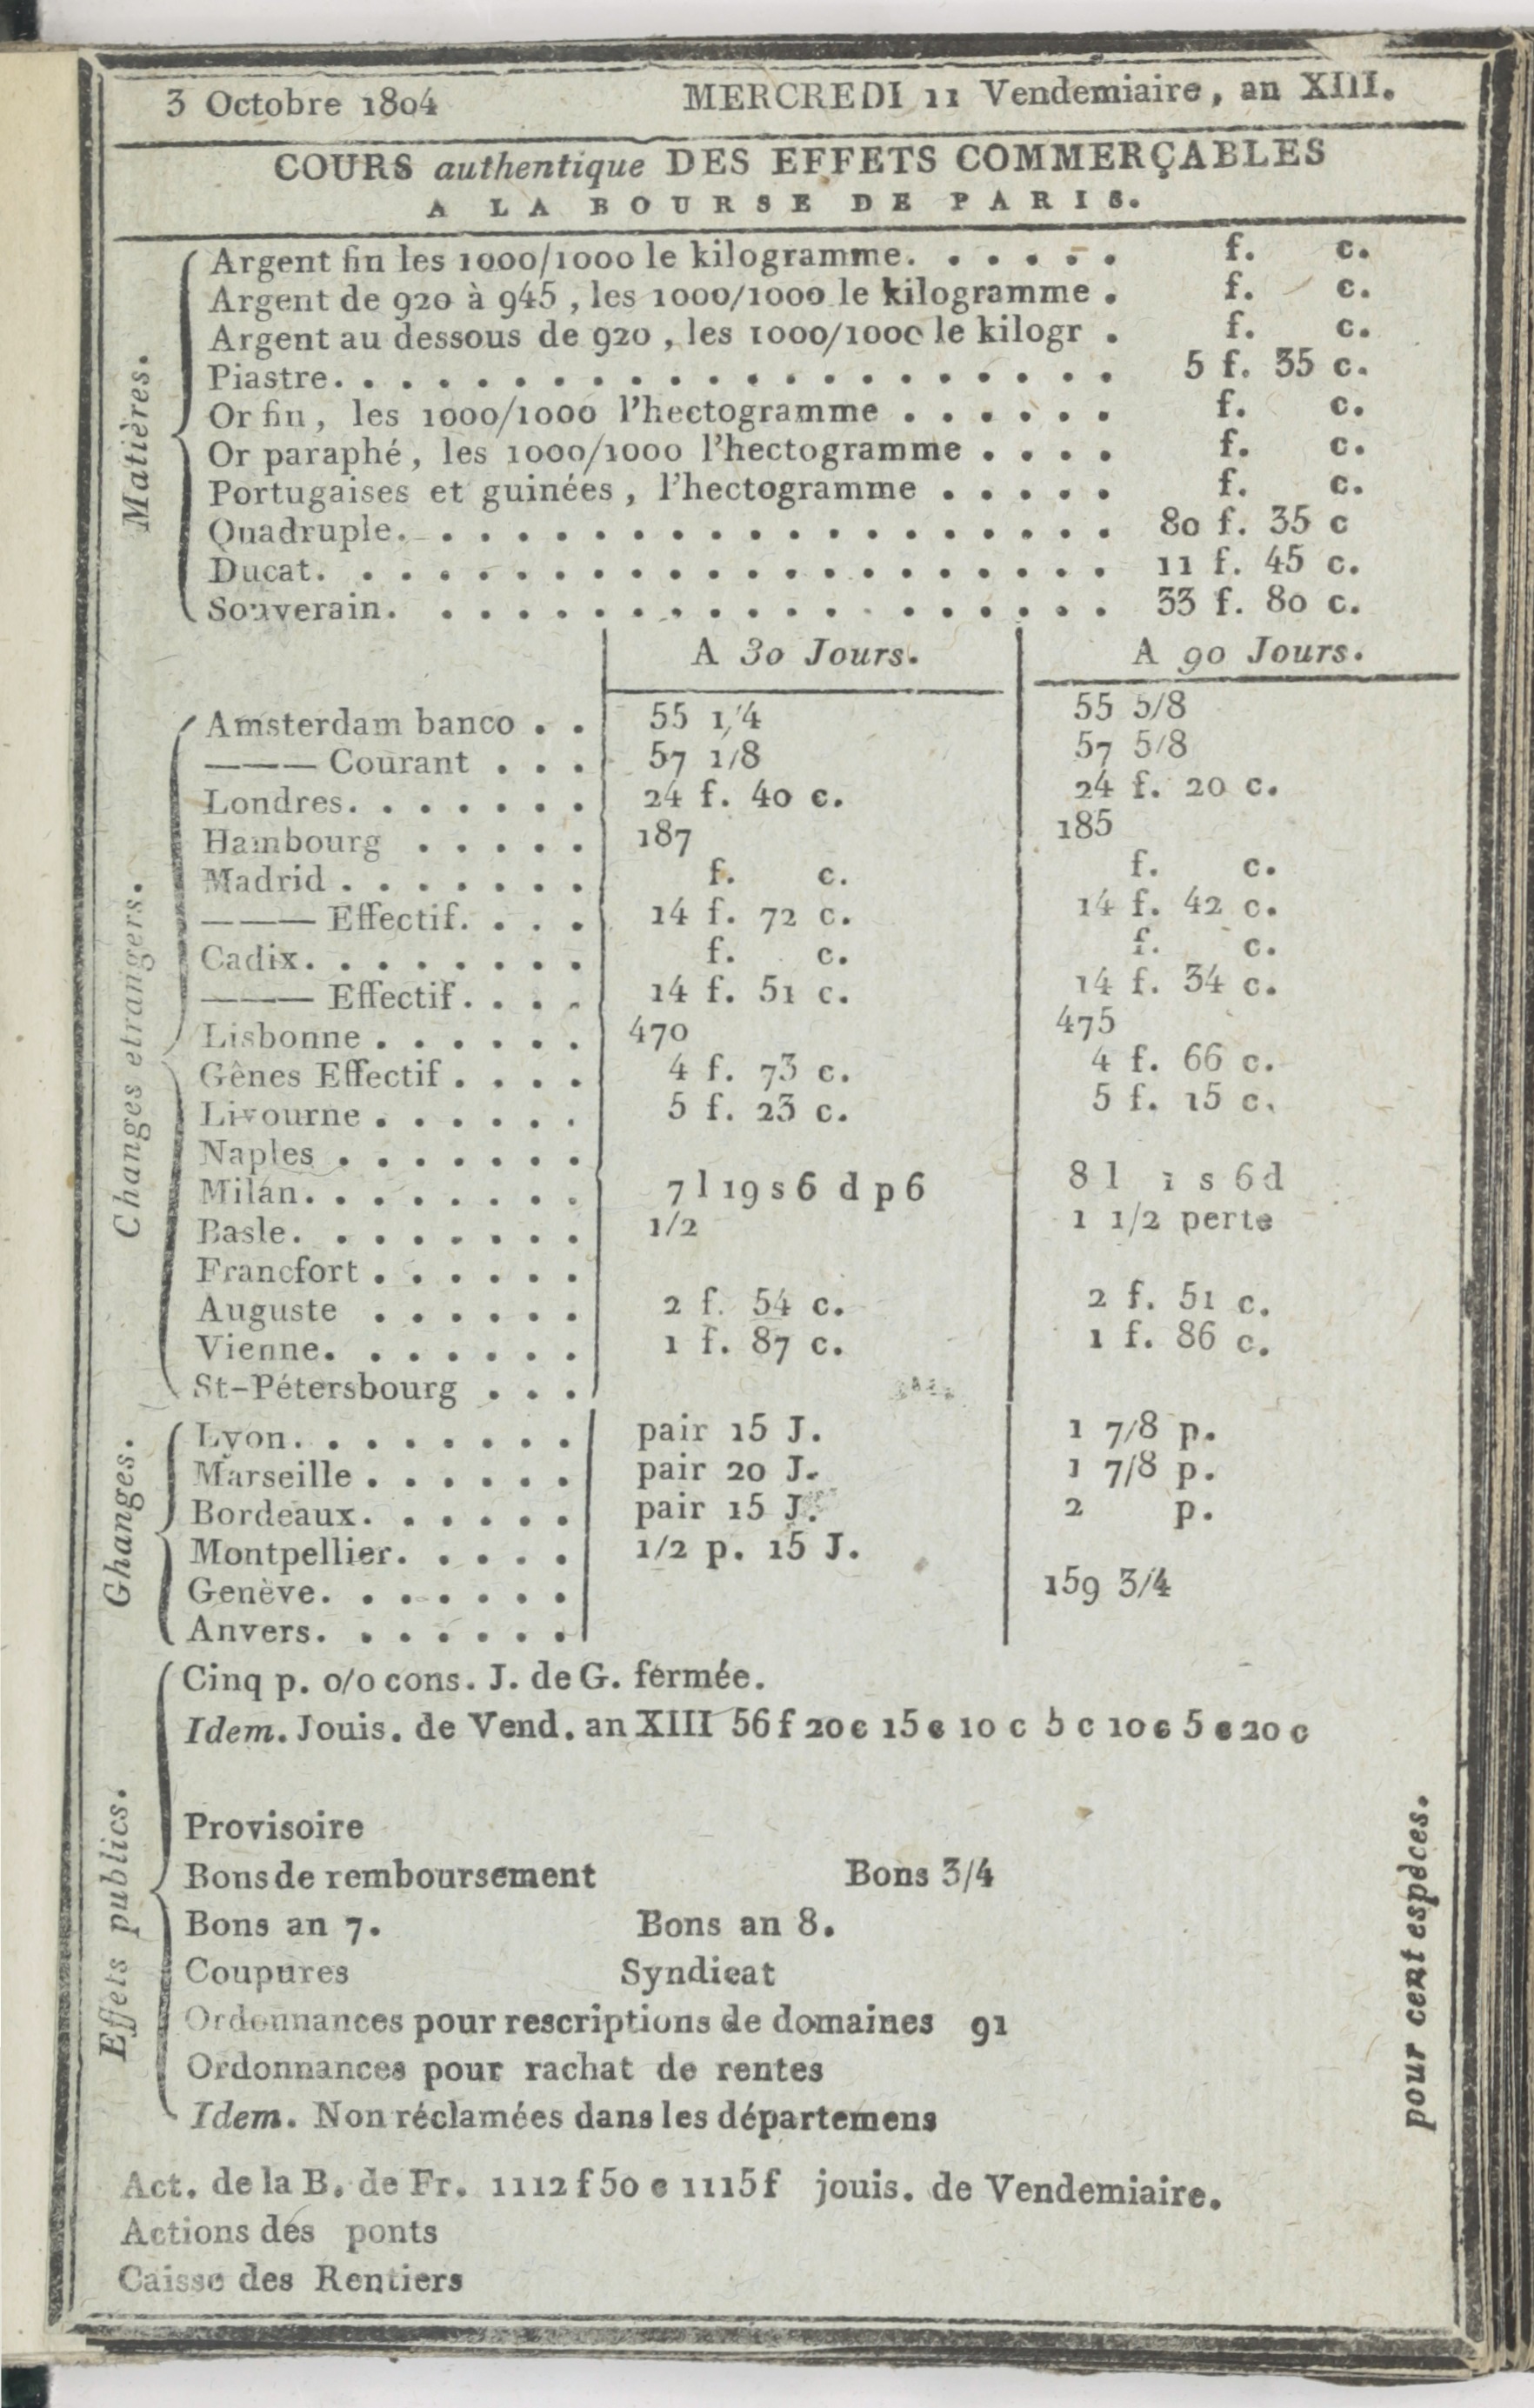 3 Octobre 1804 MERCREDI 11 Vendemiaire, an XIII.
COURS authentique DES EFFETS COMMERÇABLES
A LA BOURSE DE PARIS.
Matières.
Argent fin les 1000/1000 le kilogramme. . . . . . f. c.
Argent de 920 à 945, les 1000/1000 le kilogramme . f. c.
Argent au dessous de 920, les 1000/1000 le kilogr . f. c.
Piastre. . . . . . . . . . . . . . . . . . . . . 5 f. 35 c.
Or fin, les 1000/1000 l'hectogramme . . . . . . f. c.
Or paraphé, les 1000/1000 l'hectogramme . . . . f. c.
Portugaises et guinées, l'hectogramme . . . . . f. c.
Quadruple. . . . . . . . . . . . . . . . . . . 80 f. 35 c
Ducat. . . . . . . . . . . . . . . . . . . . . 11 f. 45 c.
Souverain. . . . . . . . . . . . . . . . . . . 33 f. 80 c.
A 30 Jours. A 90 Jours.
Changes etrangers.
Amsterdam banco . . 55 1/4 55 5/8
——— Courant . . . 57 1/8 57 5/8
Londres. . . . . . . 24 f. 40 c. 24 f. 20 c.
Hambourg . . . . . 187 185
Madrid . . . . . . . f. c. f. c.
——— Effectif. . . . 14 f. 72 c. 14 f. 42 c.
Cadix. . . . . . . . f. c. f. c.
——— Effectif. . . . 14 f. 51 c. 14 f. 34 c.
Lisbonne . . . . . . 470 475
Gênes Effectif . . . . 4 f. 73 c. 4 f. 66 c.
Livourne . . . . . . 5 f. 23 c. 5 f. 15 c.
Naples . . . . . . .
Milan. . . . . . . . 7 l 19 s 6 d p 6 8 l 1 s 6 d
Basle. . . . . . . . 1/2 1 1/2 perte
Francfort . . . . . .
Auguste . . . . . . 2 f. 54 c. 2 f. 51 c.
Vienne. . . . . . . 1 f. 87 c. 1 f. 86 c.
St-Pétersbourg . . .
Ghanges.
Lyon. . . . . . . . pair 15 J. 1 7/8 p.
Marseille . . . . . . pair 20 J. 1 7/8 p.
Bordeaux. . . . . . pair 15 J. 2 p.
Montpellier. . . . . 1/2 p. 15 J.
Genève. . . . . . . 159 3/4
Anvers. . . . . . .
Effets publics.
Cinq p. o/o cons. J. de G. fermée.
Idem. Jouis. de Vend. an XIII 56 f 20 c 15 c 10 c 5 c 10 c 5 c 20 c
Provisoire
Bons de remboursement Bons 3/4
Bons an 7. Bons an 8.
Coupures Syndicat
Ordonnances pour rescriptions de domaines 91
Ordonnances pour rachat de rentes
Idem. Non réclamées dans les départemens
pour cent espèces.
Act. de la B. de Fr. 1112 f 50 c 1115 f jouis. de Vendemiaire.
Actions des ponts
Caisse des Rentiers